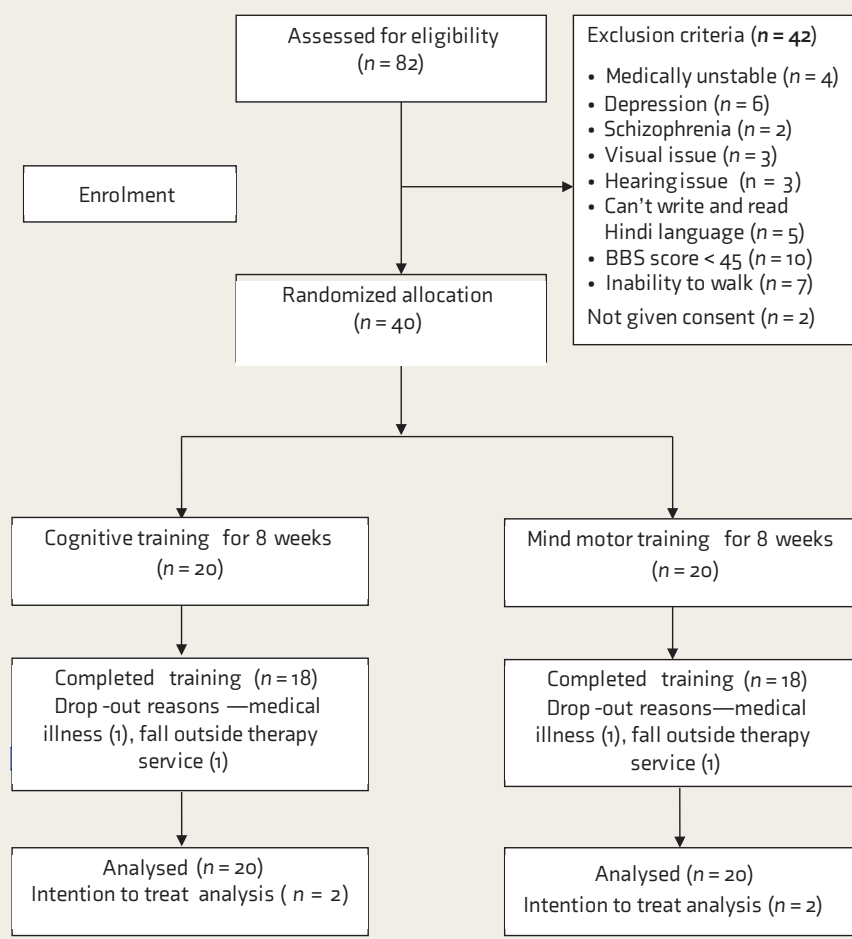 Assessed for eligibility
(n = 82)
Exclusion criteria (n = 42)
• Medically unstable (n = 4)
• Depression (n = 6)
• Schizophrenia (n = 2)
• Visual issue (n = 3)
• Hearing issue (n = 3)
• Can't write and read
Hindi language (n = 5)
• BBS score < 45 (n = 10)
• Inability to walk (n = 7)
Not given consent (n = 2)
Enrolment
Randomized allocation
(n = 40)
Cognitive training for 8 weeks
(n = 20)
Mind motor training for 8 weeks
(n = 20)
Completed training (n = 18)
Drop -out reasons —medical
illness (1), fall outside therapy
service (1)
Completed training (n = 18)
Drop -out reasons—medical
illness (1), fall outside therapy
service (1)
Analysed (n = 20)
Intention to treat analysis ( n = 2)
Analysed (n = 20)
Intention to treat analysis (n = 2)